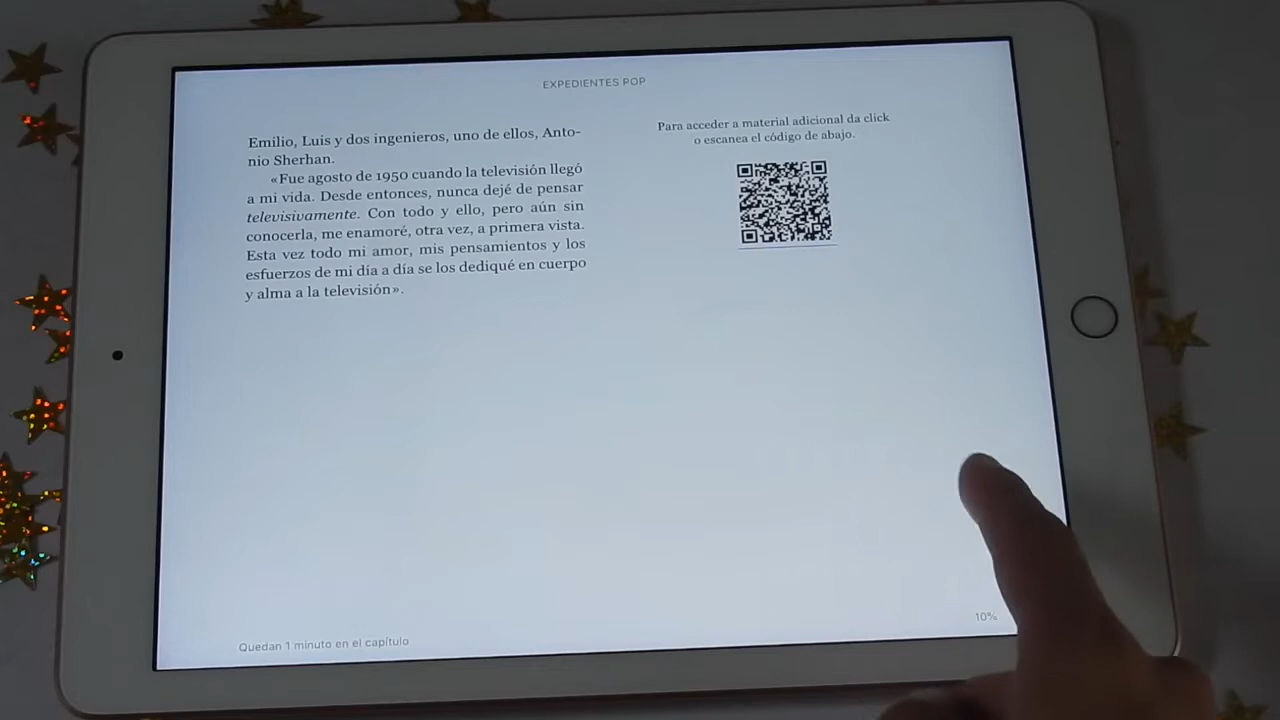 EXPEDIENTES POP
Emilio, Luis y dos ingenieros, uno de ellos, Anto-
nio Sherhan.
«Fue agosto de 1950 cuando la televisión llegó
a mi vida. Desde entonces, nunca dejé de pensar
televisivamente. Con todo y ello, pero aún sin
conocerla, me enamoré, otra vez, a primera vista.
Esta vez todo mi amor, mis pensamientos y los
esfuerzos de mi día a día se los dediqué en cuerpo
y alma a la televisión».
Para acceder a material adicional da click
o escanea el código de abajo.
Quedan 1 minuto en el capítulo
10%